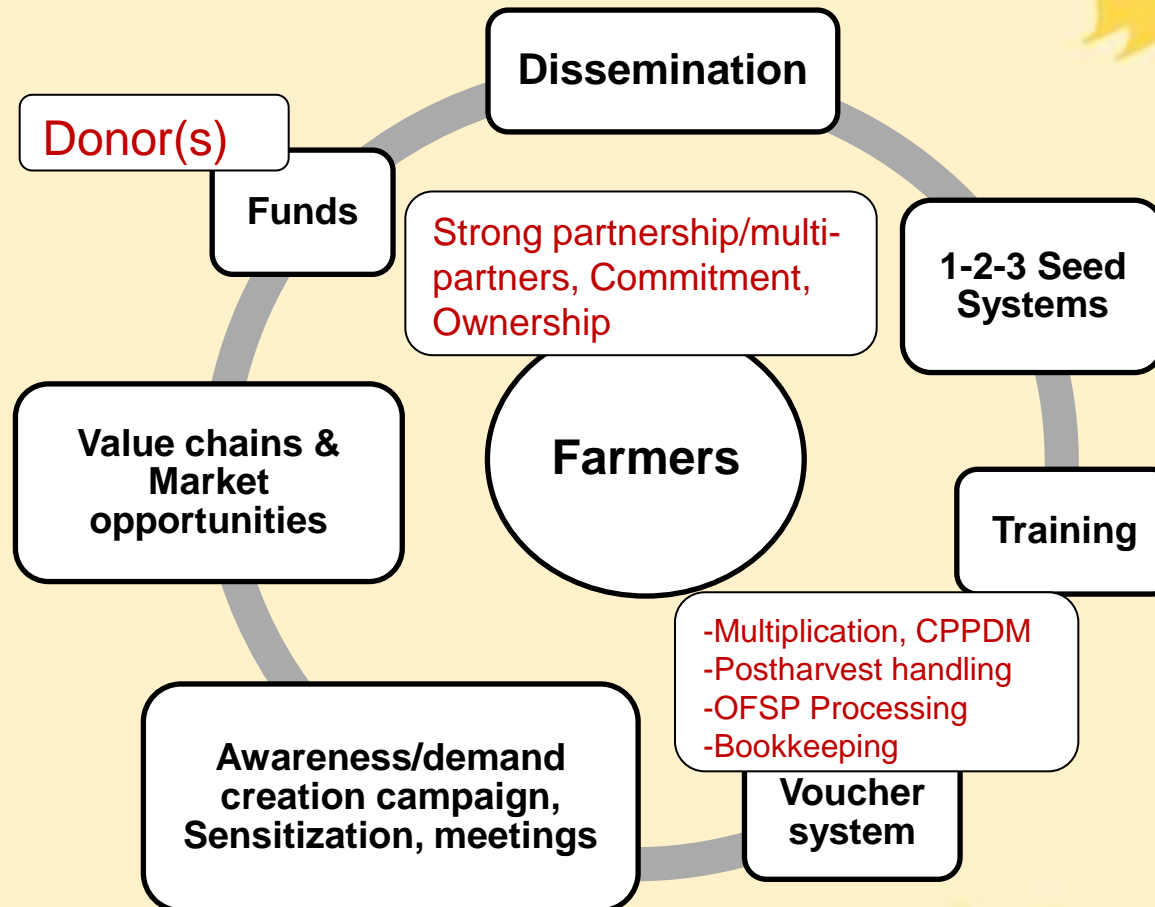 Dissemination
Donor(s)
Funds
Strong partnership/multi-
partners, Commitment,
Ownership
1-2-3 Seed
Systems
Value chains &
Market
opportunities
Farmers
Training
-Multiplication, CPPDM
-Postharvest handling
-OFSP Processing
-Bookkeeping
Awareness/demand
creation campaign,
Sensitization, meetings
Voucher
system